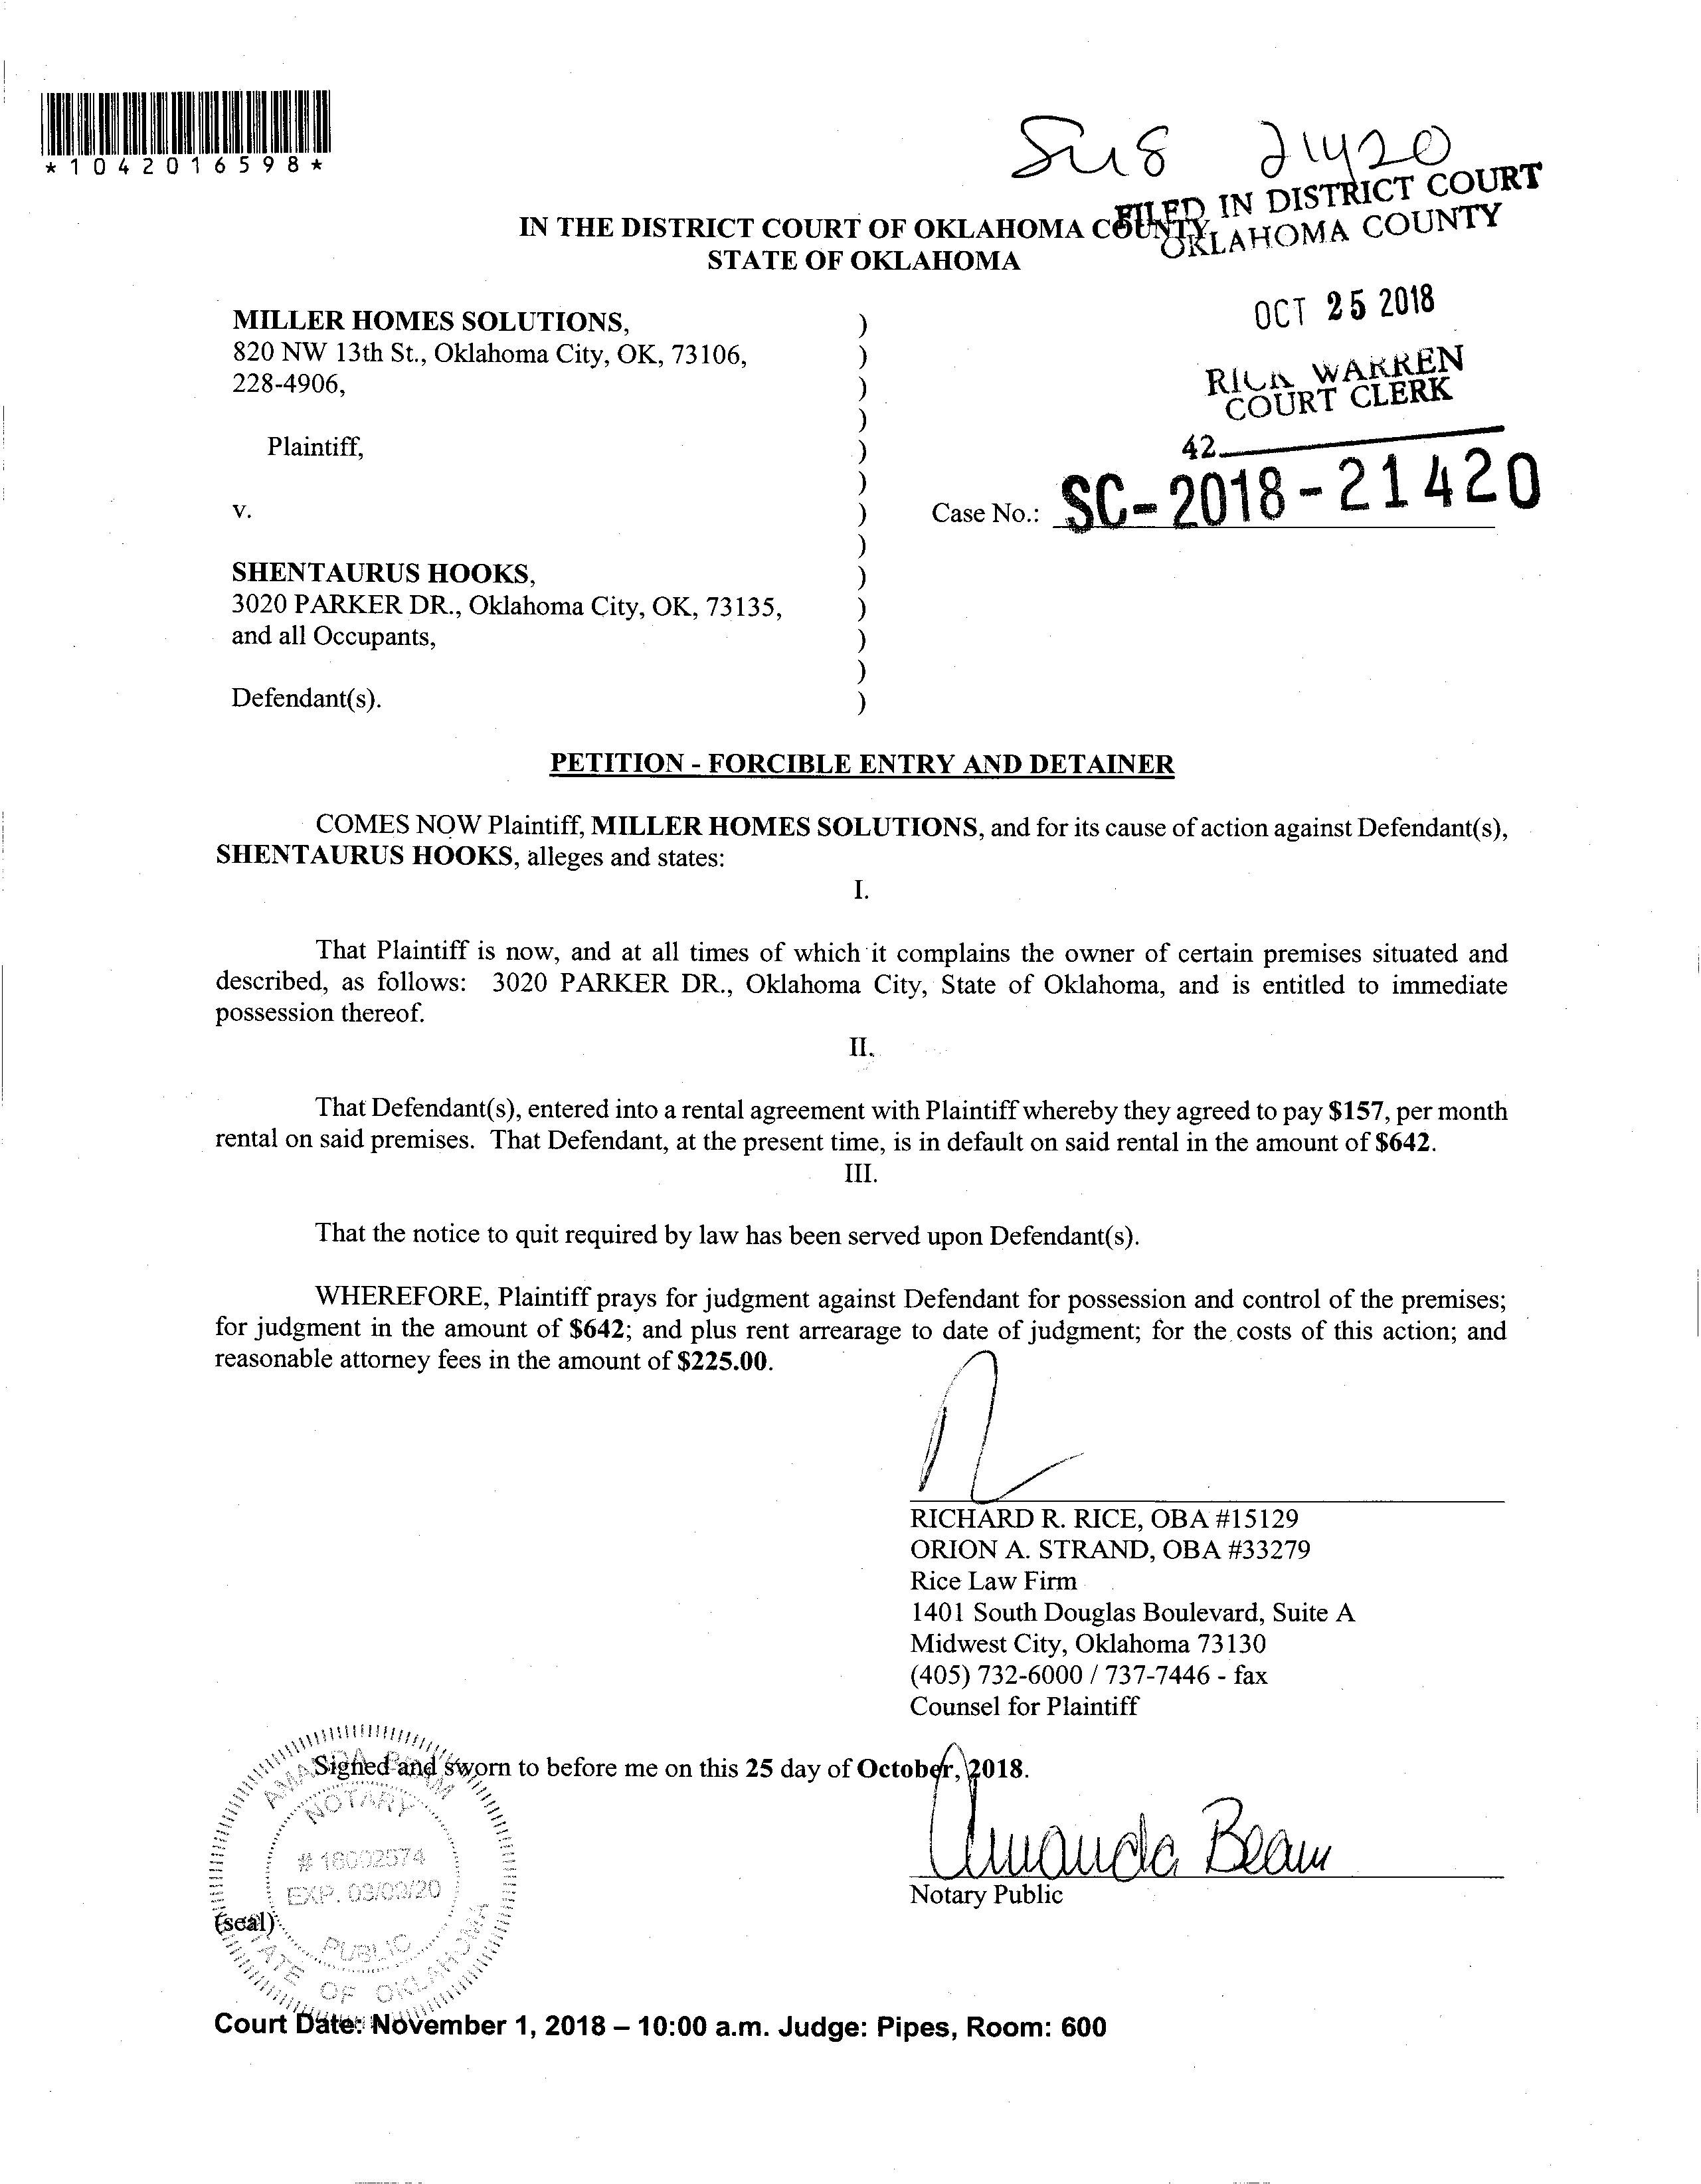 *1042016598*
21420
FILED IN DISTRICT COURT
OKLAHOMA COUNTY
IN THE DISTRICT COURT OF OKLAHOMA COUNTY
STATE OF OKLAHOMA
OCT 25 2018
RICK WARREN
COURT CLERK
42
MILLER HOMES SOLUTIONS, )
820 NW 13th St., Oklahoma City, OK, 73106, )
228-4906, )
)
Plaintiff, )
)
v. ) Case No.: SC-2018-21420
)
SHENTAURUS HOOKS, )
3020 PARKER DR., Oklahoma City, OK, 73135, )
and all Occupants, )
)
Defendant(s). )
PETITION - FORCIBLE ENTRY AND DETAINER
COMES NOW Plaintiff, MILLER HOMES SOLUTIONS, and for its cause of action against Defendant(s),
SHENTAURUS HOOKS, alleges and states:
I.
That Plaintiff is now, and at all times of which it complains the owner of certain premises situated and
described, as follows: 3020 PARKER DR., Oklahoma City, State of Oklahoma, and is entitled to immediate
possession thereof.
II.
That Defendant(s), entered into a rental agreement with Plaintiff whereby they agreed to pay $157, per month
rental on said premises. That Defendant, at the present time, is in default on said rental in the amount of $642.
III.
That the notice to quit required by law has been served upon Defendant(s).
WHEREFORE, Plaintiff prays for judgment against Defendant for possession and control of the premises;
for judgment in the amount of $642; and plus rent arrearage to date of judgment; for the costs of this action; and
reasonable attorney fees in the amount of $225.00.
RICHARD R. RICE, OBA #15129
ORION A. STRAND, OBA #33279
Rice Law Firm
1401 South Douglas Boulevard, Suite A
Midwest City, Oklahoma 73130
(405) 732-6000 / 737-7446 - fax
Counsel for Plaintiff
Signed and sworn to before me on this 25 day of October, 2018.
Amanda Beam
Notary Public
AMANDA BEAM
NOTARY
EXP. 03/03/20
(seal)
PUBLIC
STATE OF OKLAHOMA
Court Date: November 1, 2018 – 10:00 a.m. Judge: Pipes, Room: 600